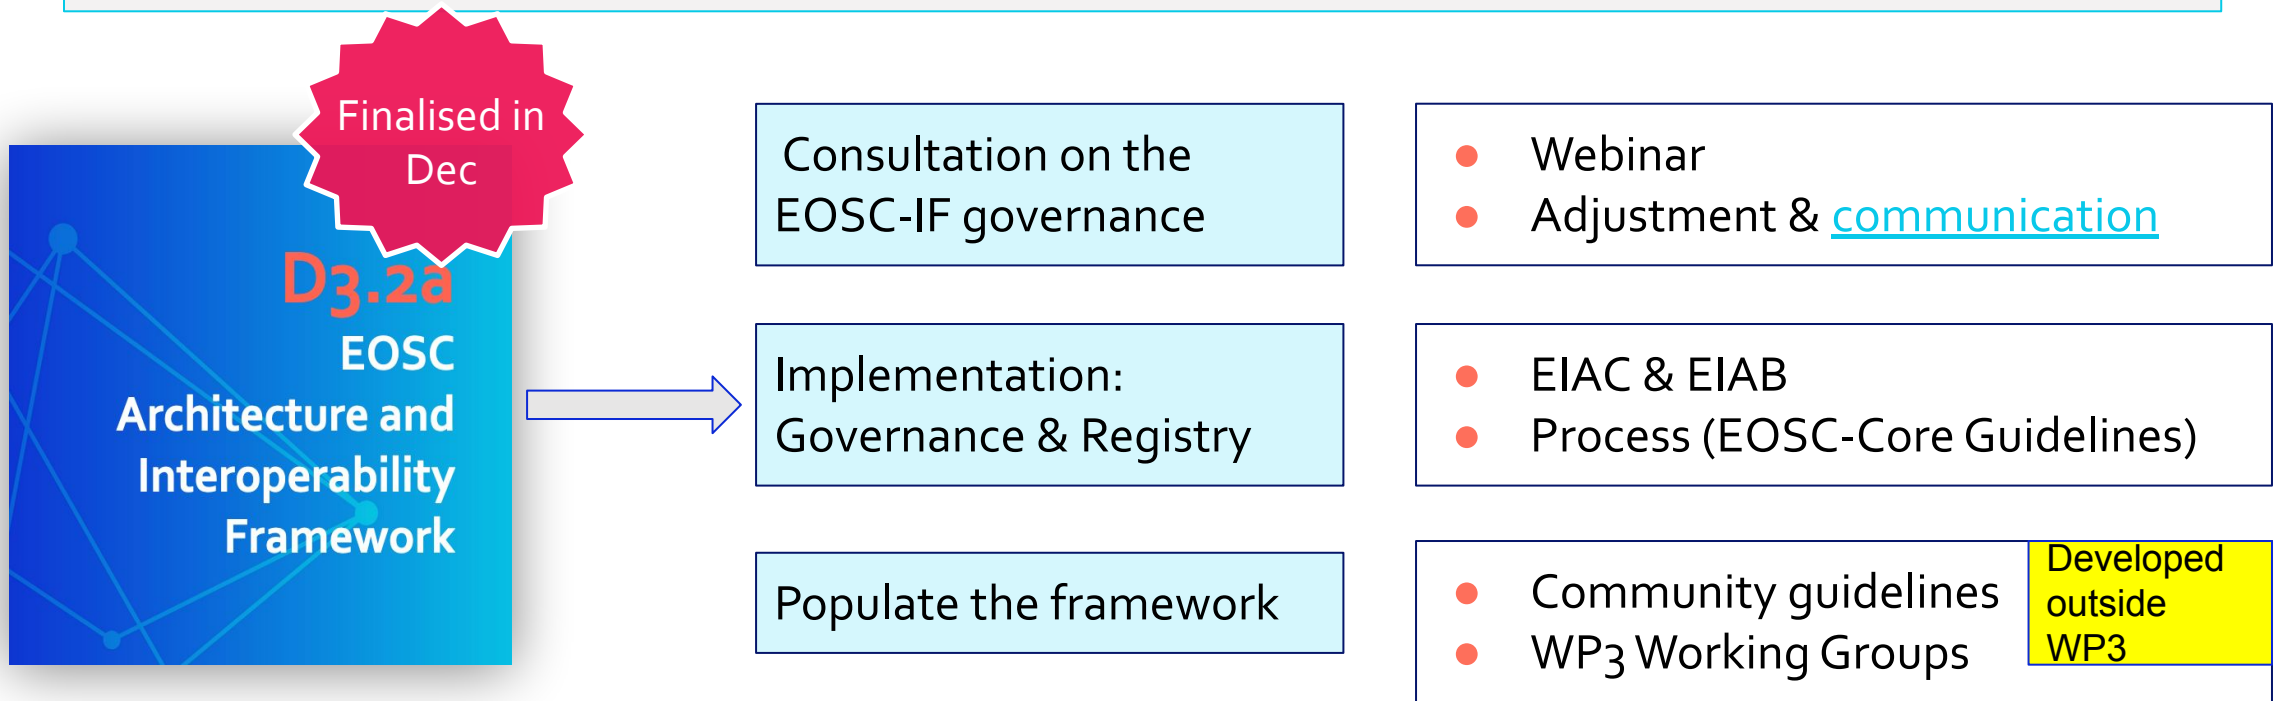 Finalised in
Dec
D3.2a
EOSC
Architecture and
Interoperability
Framework
Consultation on the
EOSC-IF governance
● Webinar
● Adjustment & communication
Implementation:
Governance & Registry
● EIAC & EIAB
● Process (EOSC-Core Guidelines)
Populate the framework
● Community guidelines
● WP3 Working Groups
Developed
outside
WP3